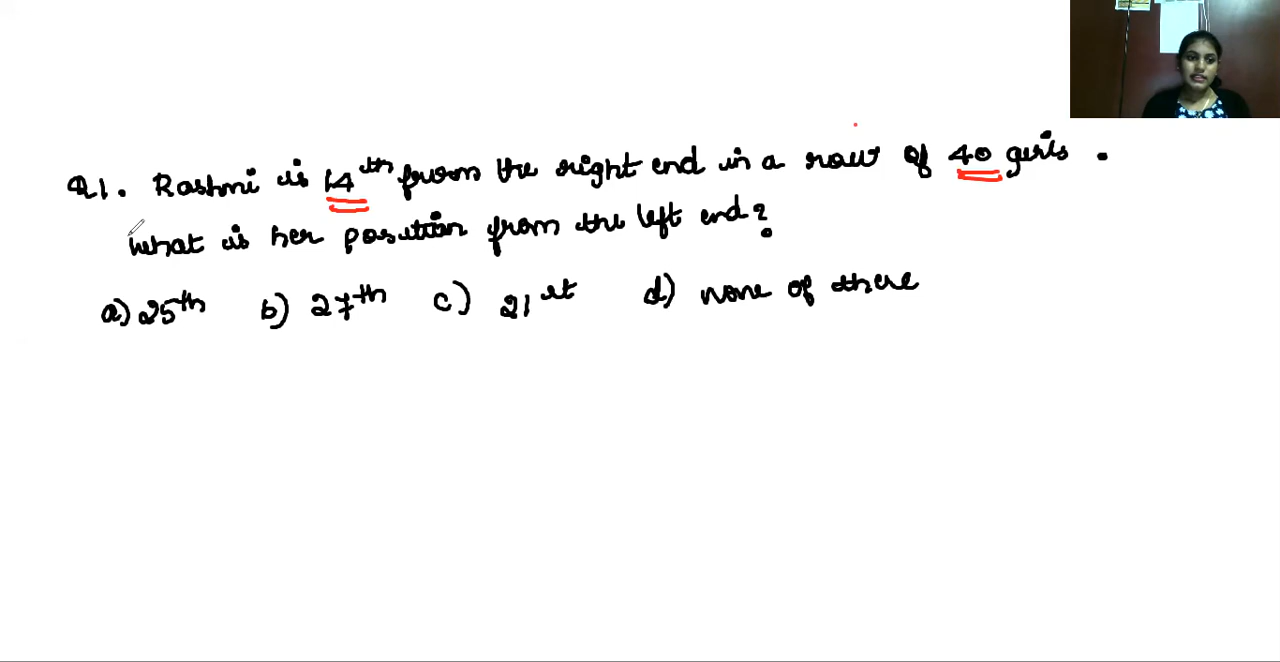 Q1. Rashmi is 14th from the right end in a row of 40 girls.
What is her position from the left end?
a) 25th b) 27th c) 21st d) none of these